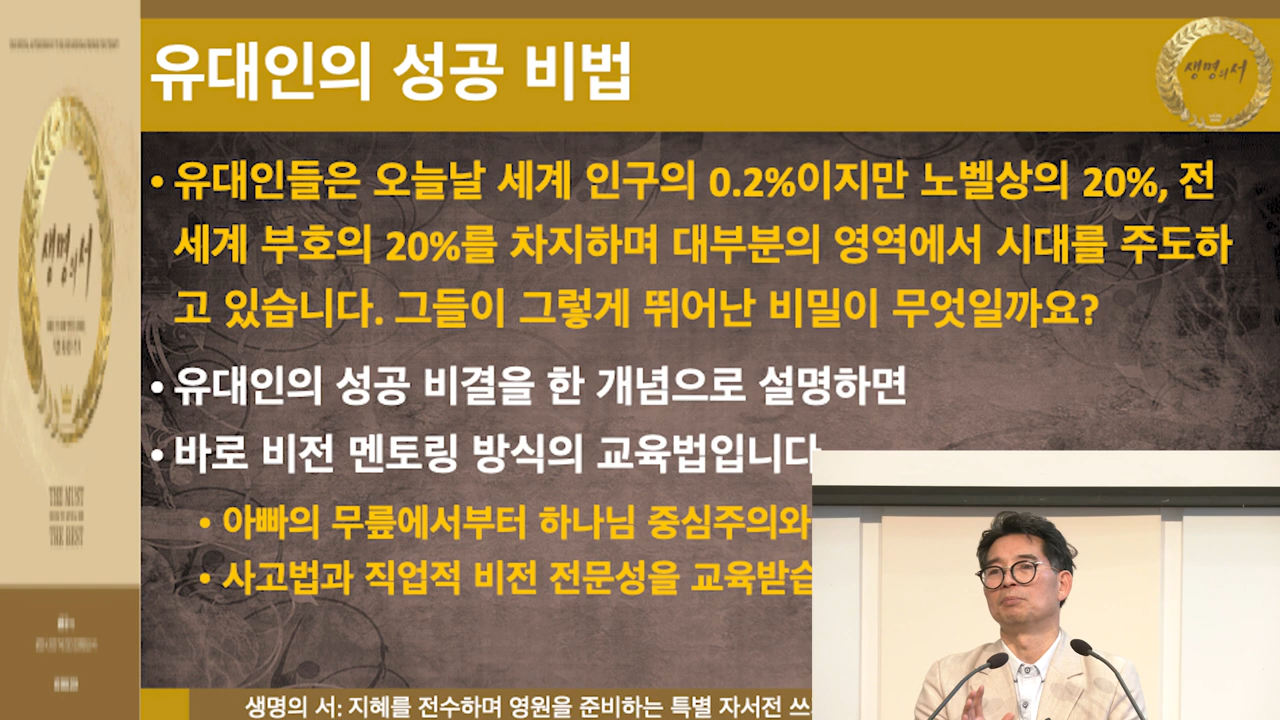 유대인의 성공 비법
생명의서
• 유대인들은 오늘날 세계 인구의 0.2%이지만 노벨상의 20%, 전
세계 부호의 20%를 차지하며 대부분의 영역에서 시대를 주도하
고 있습니다. 그들이 그렇게 뛰어난 비밀이 무엇일까요?
• 유대인의 성공 비결을 한 개념으로 설명하면
• 바로 비전 멘토링 방식의 교육법입니다
• 아빠의 무릎에서부터 하나님 중심주의와
• 사고법과 직업적 비전 전문성을 교육받습
생명의 서: 지혜를 전수하며 영원을 준비하는 특별 자서전 쓰
생명의서
THE MUST
THE BEST